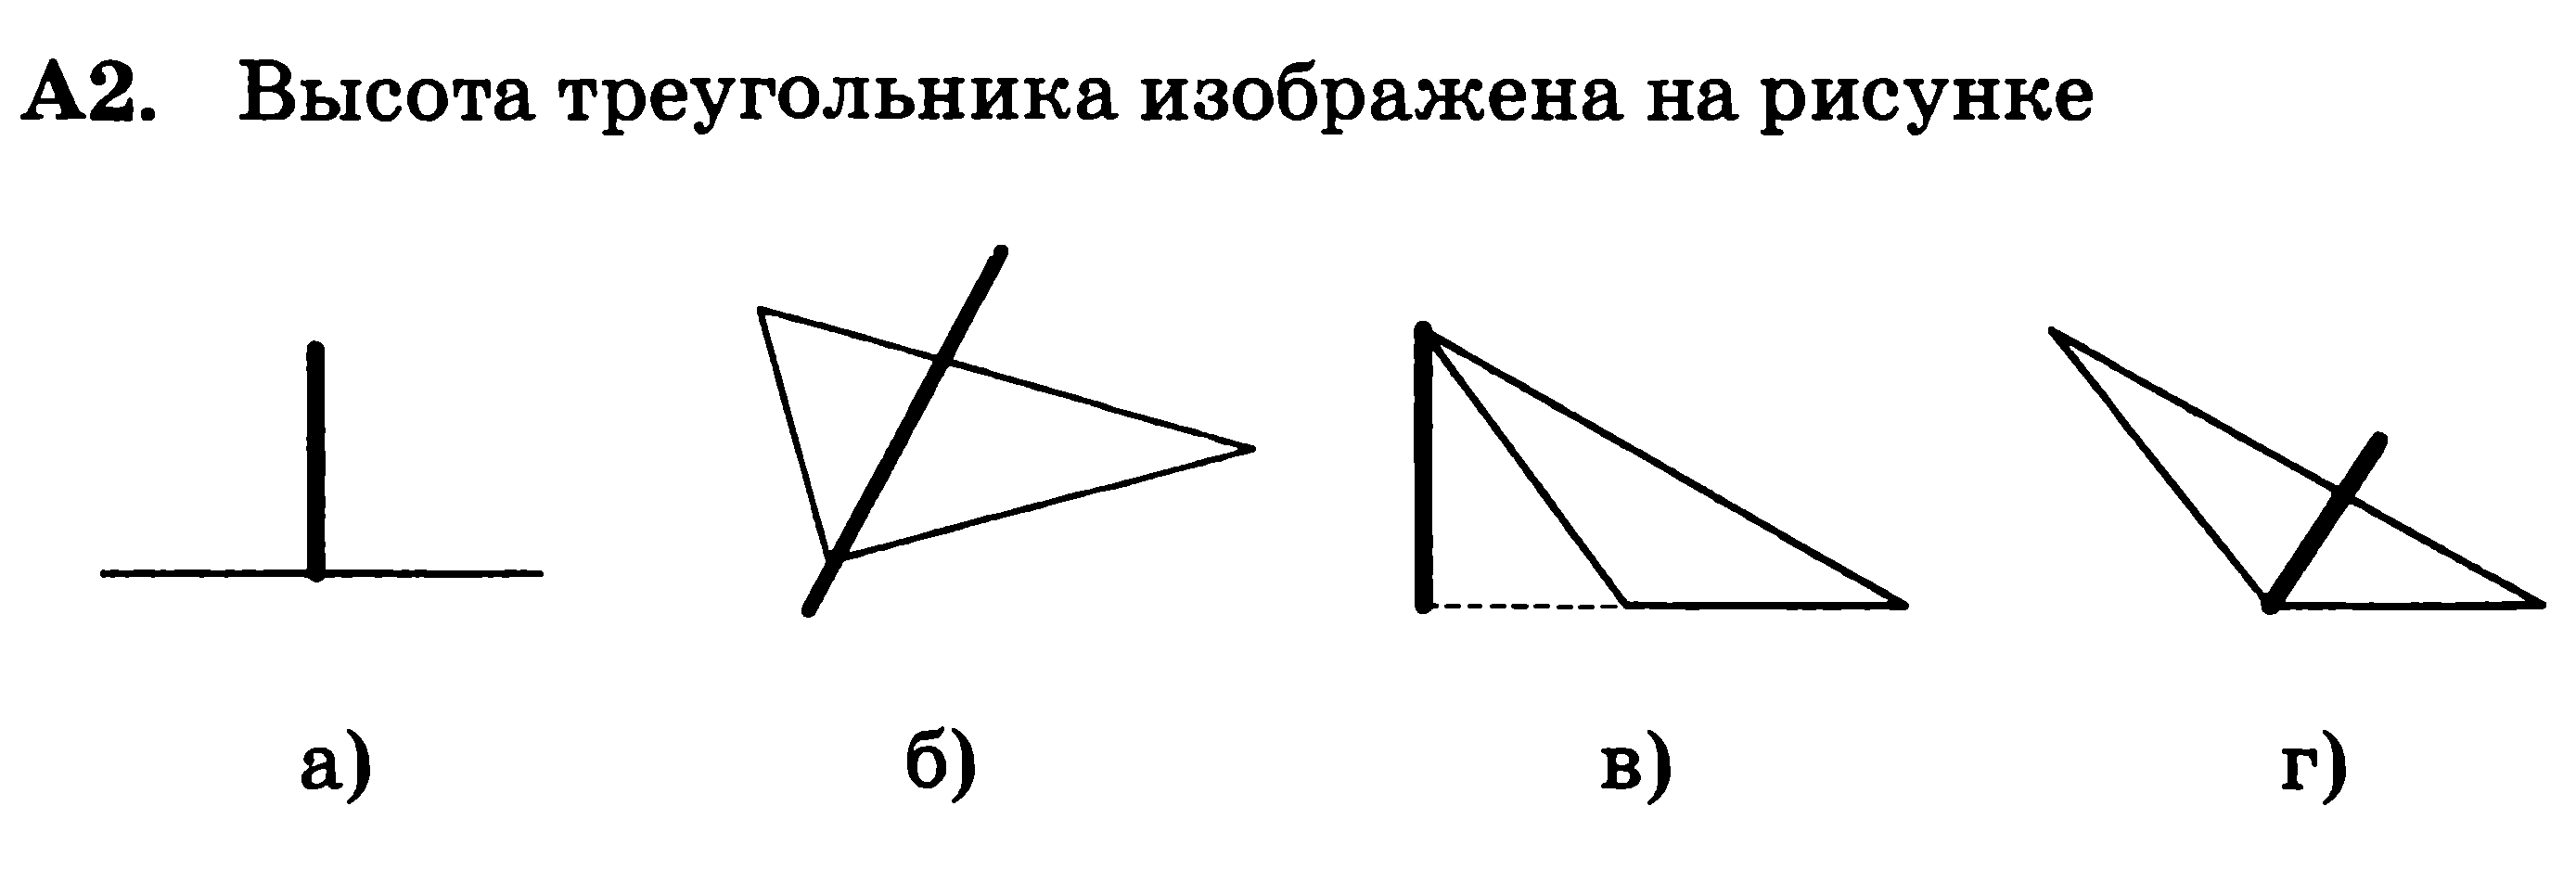 А2. Высота треугольника изображена на рисунке
а) б) в) г)